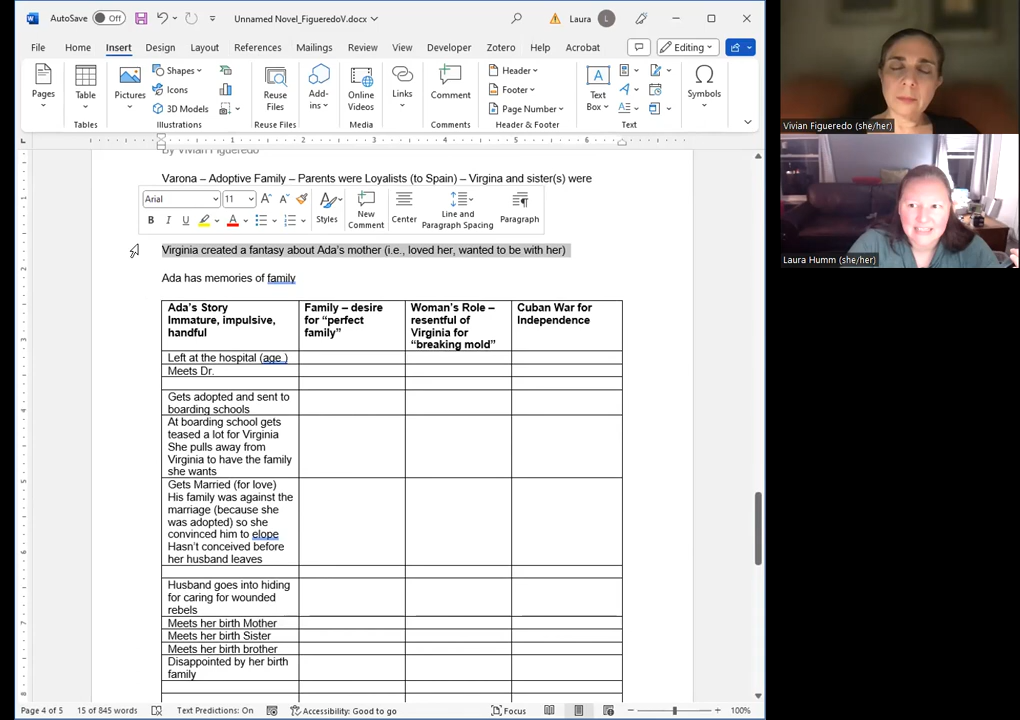 AutoSave Off Unnamed Novel_FigueredoV.docx Laura L
File Home Insert Design Layout References Mailings Review View Developer Zotero Help Acrobat Editing
Pages
Table
Tables
Pictures
Shapes
Icons
3D Models
Illustrations
Reuse
Files
Reuse Files
Add-
ins
Online
Videos
Media
Links
Comment
Comments
Header
Footer
Page Number
Header & Footer
Text
Box
Text
Symbols
By Vivian Figueredo
Varona – Adoptive Family – Parents were Loyalists (to Spain) – Virgina and sister(s) were
Arial 11
B I U
Styles
New
Comment
Center
Line and
Paragraph Spacing
Paragraph
Virginia created a fantasy about Ada's mother (i.e., loved her, wanted to be with her)
Ada has memories of family
Ada's Story
Immature, impulsive,
handful
Family – desire
for "perfect
family"
Woman's Role –
resentful of
Virginia for
"breaking mold"
Cuban War for
Independence
Left at the hospital (age )
Meets Dr.
Gets adopted and sent to
boarding schools
At boarding school gets
teased a lot for Virginia
She pulls away from
Virginia to have the family
she wants
Gets Married (for love)
His family was against the
marriage (because she
was adopted) so she
convinced him to elope
Hasn't conceived before
her husband leaves
Husband goes into hiding
for caring for wounded
rebels
Meets her birth Mother
Meets her birth Sister
Meets her birth brother
Disappointed by her birth
family
Page 4 of 5 15 of 845 words Text Predictions: On Accessibility: Good to go Focus 100%
Vivian Figueredo (she/her)
Laura Humm (she/her)